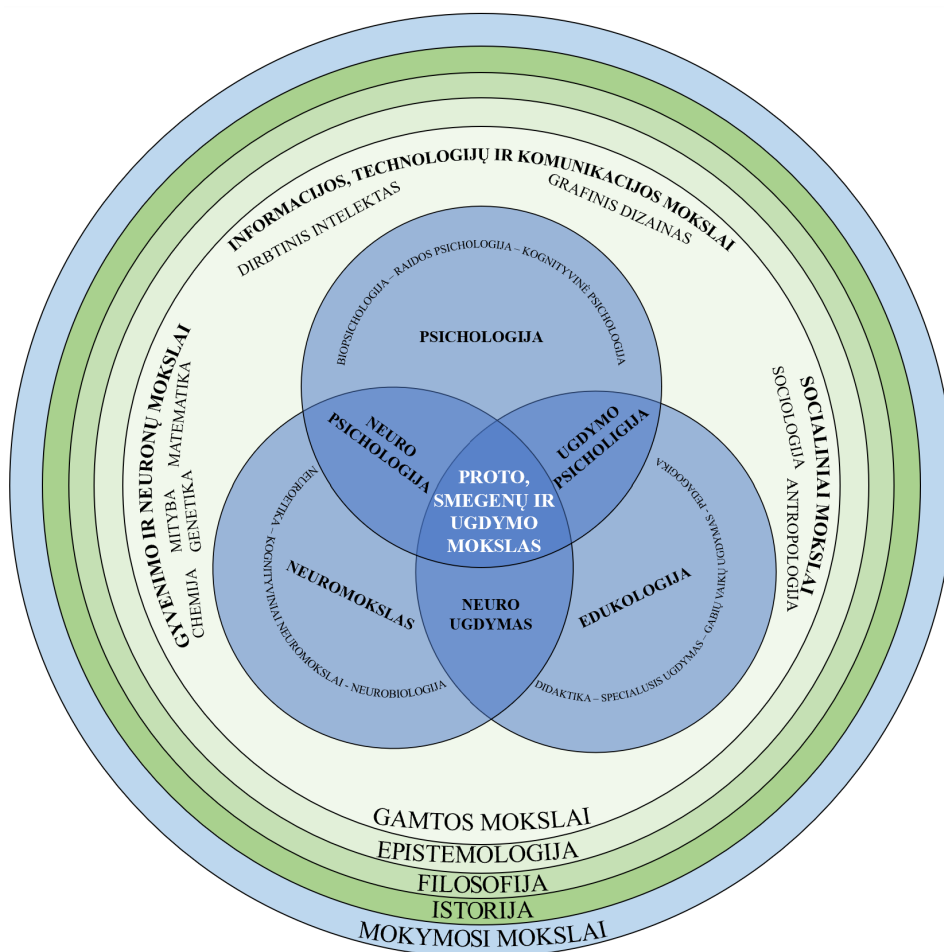 INFORMACIJOS, TECHNOLOGIJŲ IR KOMUNIKACIJOS MOKSLAI
DIRBTINIS INTELEKTAS
GRAFINIS DIZAINAS
BIOPSICHOLOGIJA – RAIDOS PSICHOLOGIJA – KOGNITYVINĖ PSICHOLOGIJA
PSICHOLOGIJA
GYVENIMO IR NEURONŲ MOKSLAI
MITYBA MATEMATIKA
CHEMIJA GENETIKA
SOCIALINIAI MOKSLAI
SOCIOLOGIJA ANTROPOLOGIJA
NEURO
PSICHOLOGIJA
UGDYMO
PSICHOLIGIJA
PROTO,
SMEGENŲ IR
UGDYMO
MOKSLAS
NEUROETIKA – KOGNITYVINIAI NEUROMOKSLAI - NEUROBIOLOGIJA
NEUROMOKSLAS
NEURO
UGDYMAS
EDUKOLOGIJA
DIDAKTIKA – SPECIALUSIS UGDYMAS – GABIŲ VAIKŲ UGDYMAS - PEDAGOGIKA
GAMTOS MOKSLAI
EPISTEMOLOGIJA
FILOSOFIJA
ISTORIJA
MOKYMOSI MOKSLAI